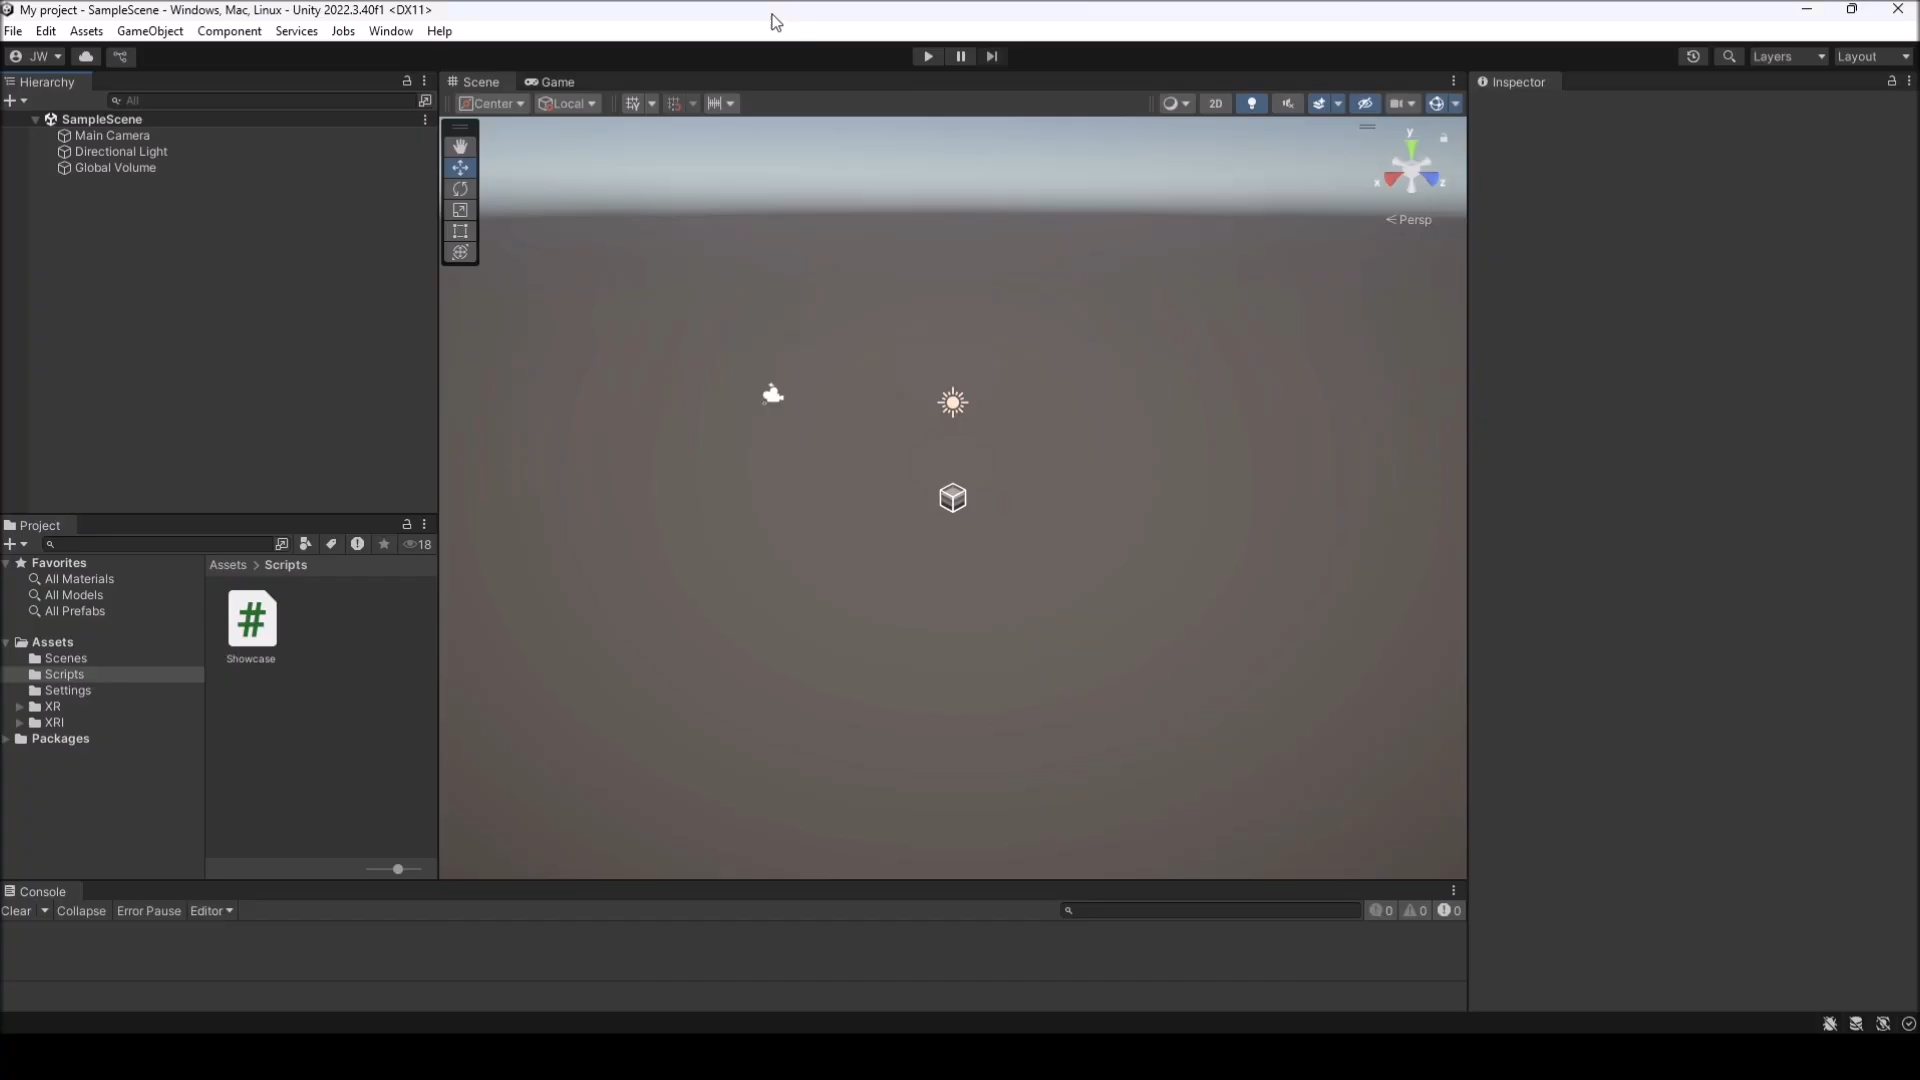 My project - SampleScene - Windows, Mac, Linux - Unity 2022.3.40f1 <DX11>
File Edit Assets GameObject Component Services Jobs Window Help
JW Layers Layout
Hierarchy
All
SampleScene
Main Camera
Directional Light
Global Volume
Scene Game
Center Local 2D
y
x z
Persp
Inspector
Project
18
Favorites
All Materials
All Models
All Prefabs
Assets
Scenes
Scripts
Settings
XR
XRI
Packages
Assets > Scripts
#
Showcase
Console
Clear Collapse Error Pause Editor 0 0 0